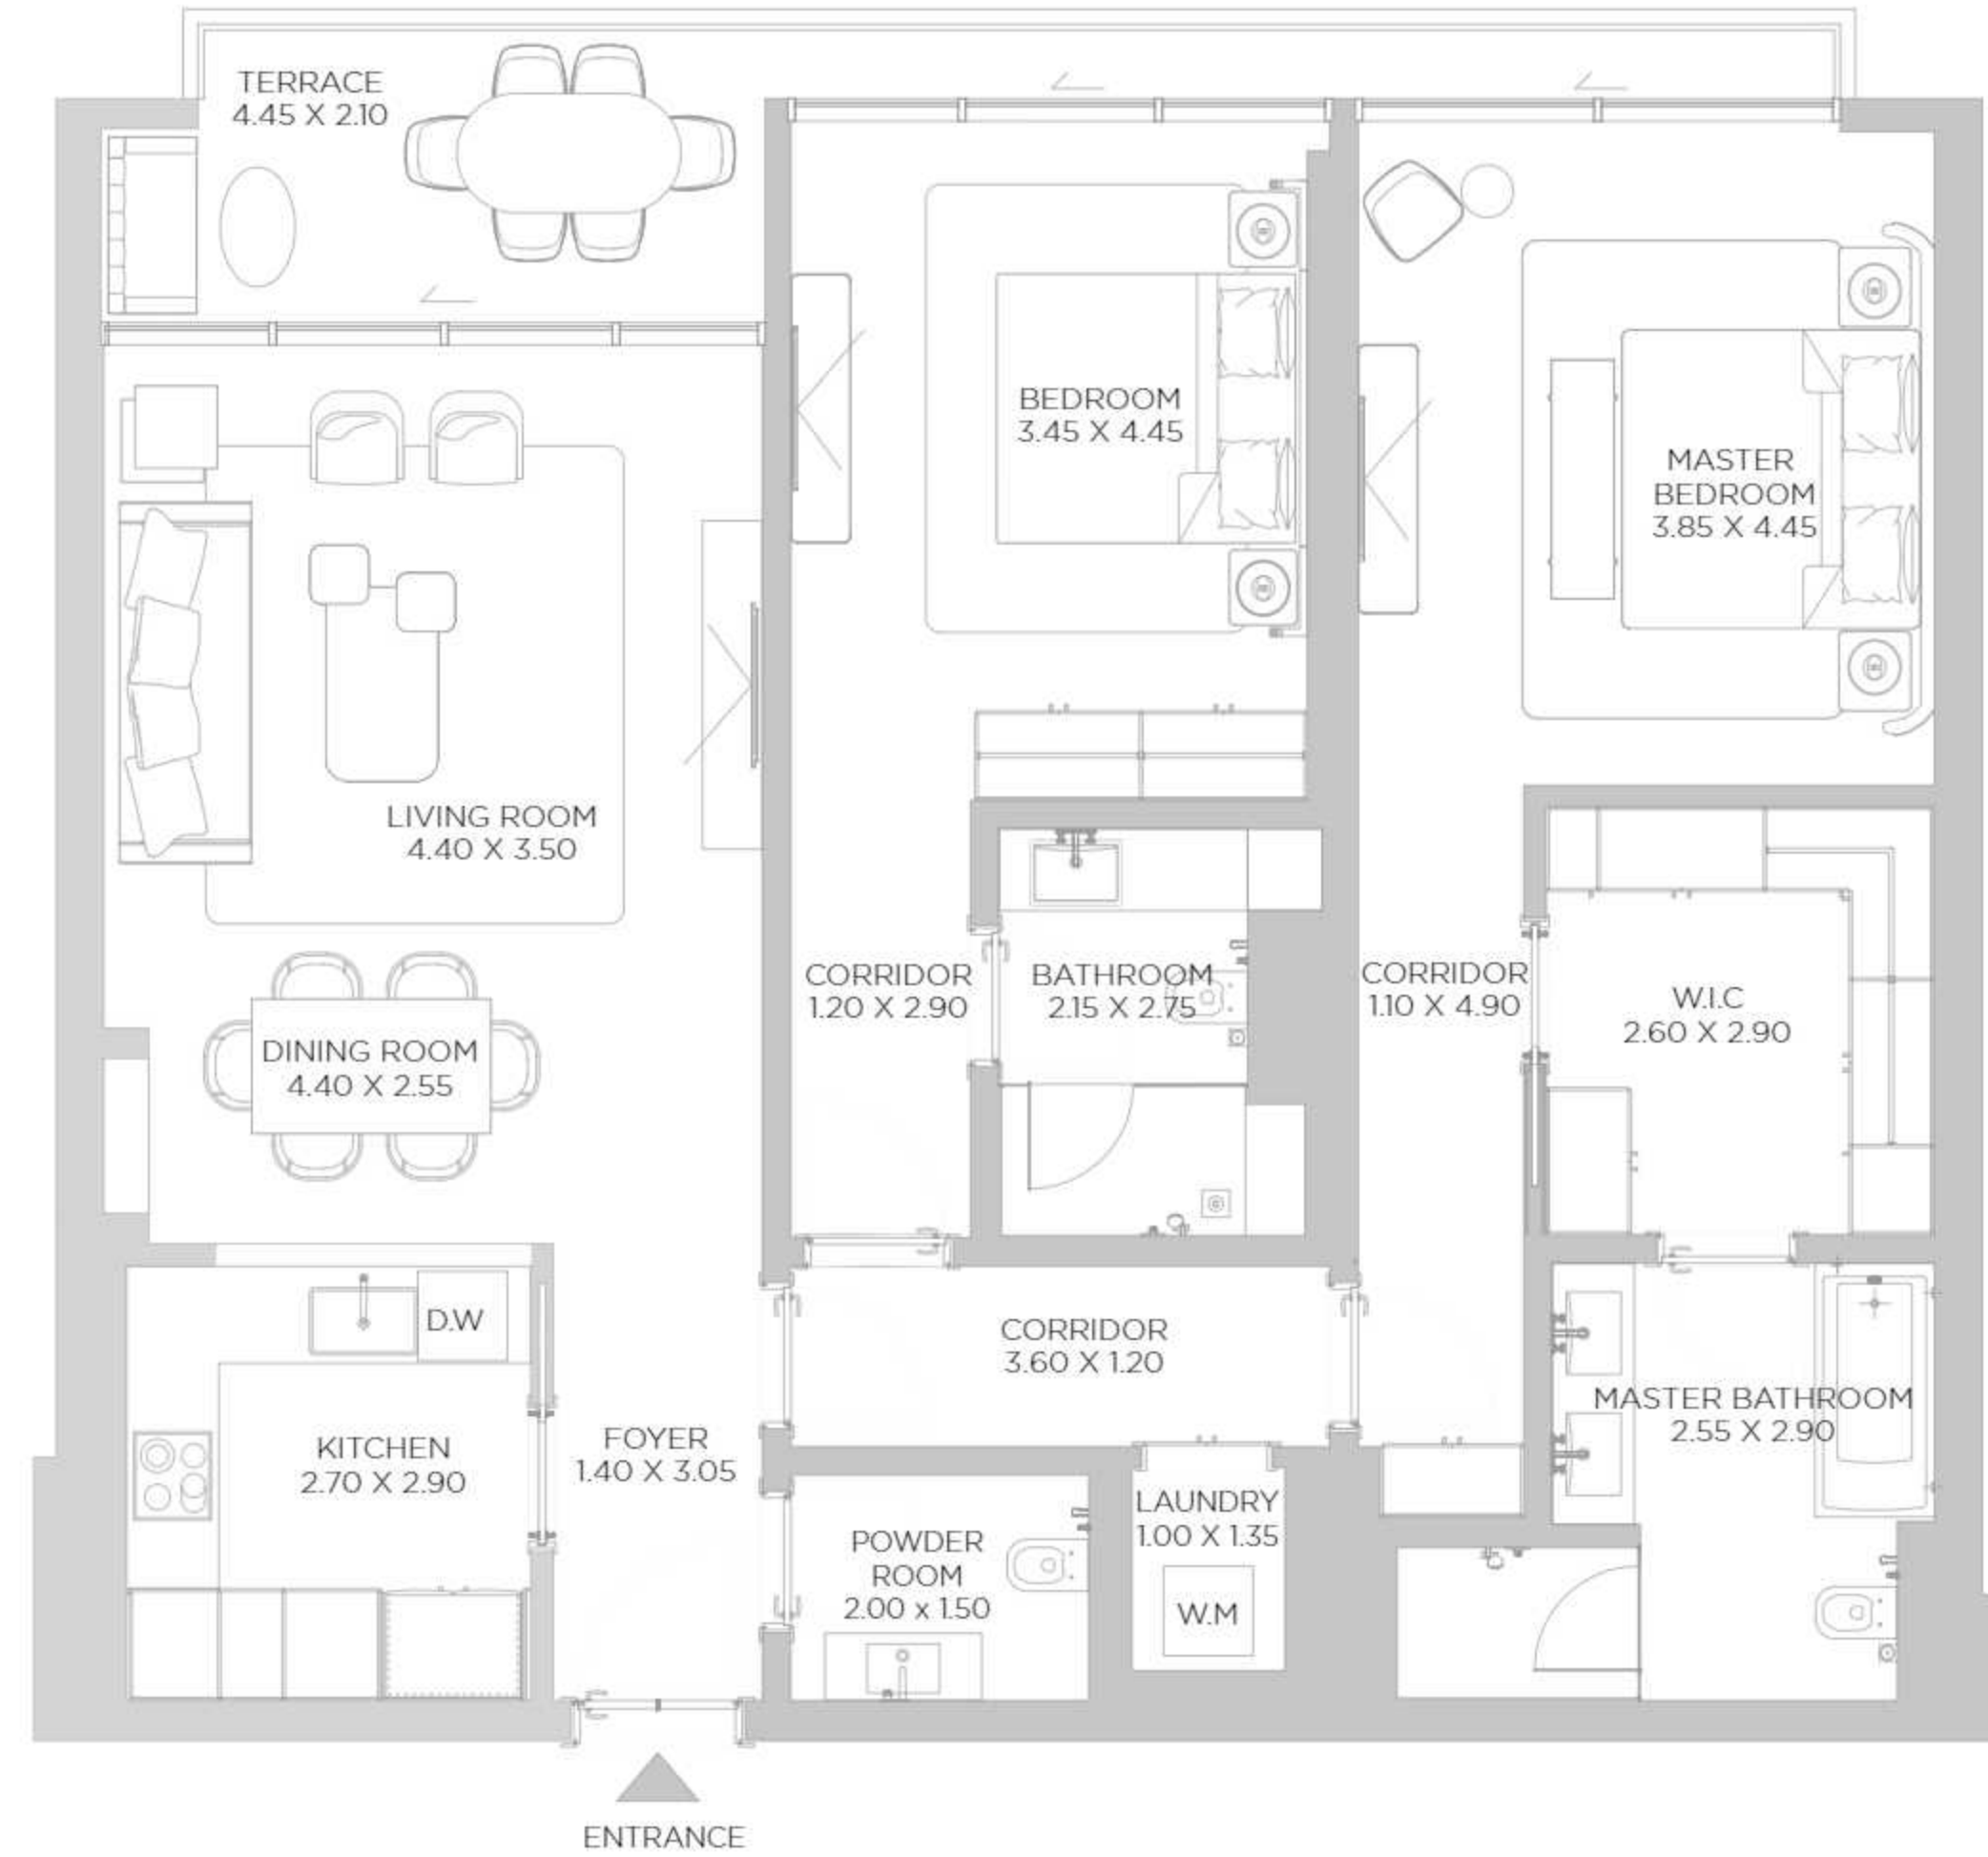 TERRACE
4.45 X 2.10
BEDROOM
3.45 X 4.45
MASTER
BEDROOM
3.85 X 4.45
LIVING ROOM
4.40 X 3.50
CORRIDOR
1.20 X 2.90
BATHROOM
2.15 X 2.75
CORRIDOR
1.10 X 4.90
W.I.C
2.60 X 2.90
DINING ROOM
4.40 X 2.55
D.W
CORRIDOR
3.60 X 1.20
MASTER BATHROOM
2.55 X 2.90
KITCHEN
2.70 X 2.90
FOYER
1.40 X 3.05
POWDER
ROOM
2.00 x 1.50
LAUNDRY
1.00 X 1.35
W.M
ENTRANCE